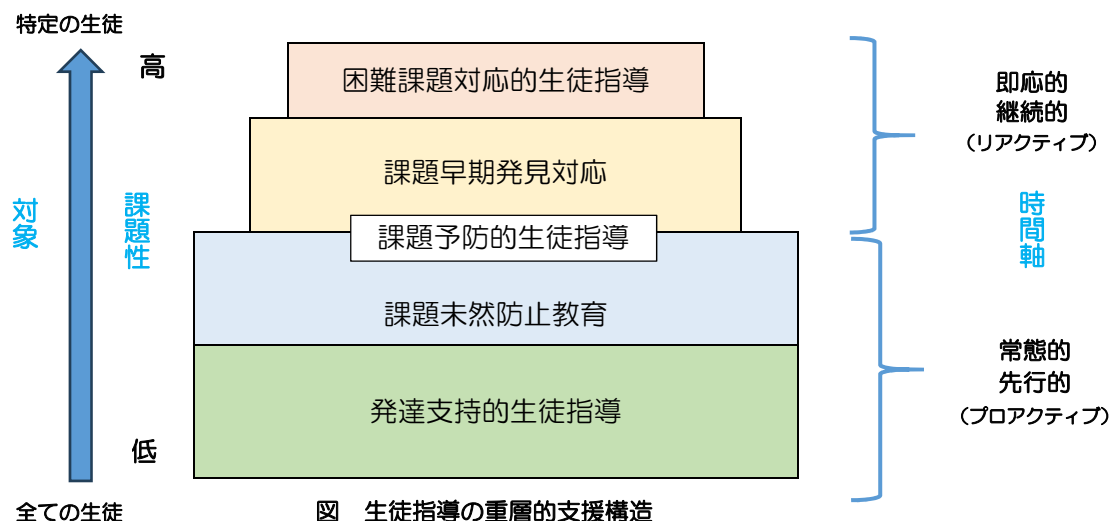 特定の生徒
高
困難課題対応的生徒指導
即応的
継続的
(リアクティブ)
課題早期発見対応
対象
課題性
時間軸
課題予防的生徒指導
課題未然防止教育
常態的
先行的
(プロアクティブ)
発達支持的生徒指導
低
全ての生徒
図 生徒指導の重層的支援構造